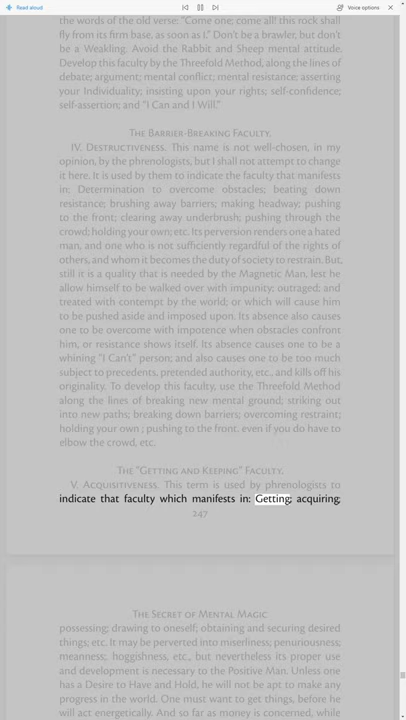 Read aloud
Voice options
the words of the old verse: "Come one; come all! this rock shall
fly from its firm base, as soon as I." Don't be a brawler, but don't
be a Weakling. Avoid the Rabbit and Sheep mental attitude.
Develop this faculty by the Threefold Method, along the lines of
debate; argument; mental conflict; mental resistance; asserting
your Individuality; insisting upon your rights; self-confidence;
self-assertion; and "I Can and I Will."
The Barrier-Breaking Faculty.
IV. Destructiveness. This name is not well-chosen, in my
opinion, by the phrenologists, but I shall not attempt to change
it here. It is used by them to indicate the faculty that manifests
in; Determination to overcome obstacles; beating down
resistance; brushing away barriers; making headway; pushing
to the front; clearing away underbrush; pushing through the
crowd; holding your own; etc. Its perversion renders one a hated
man, and one who is not sufficiently regardful of the rights of
others, and whom it becomes the duty of society to restrain. But,
still it is a quality that is needed by the Magnetic Man, lest he
allow himself to be walked over with impunity; outraged; and
treated with contempt by the world; or which will cause him
to be pushed aside and imposed upon. Its absence also causes
one to be overcome with impotence when obstacles confront
him, or resistance shows itself. Its absence causes one to be a
whining "I Can't" person; and also causes one to be too much
subject to precedents, pretended authority, etc., and kills off his
originality. To develop this faculty, use the Threefold Method
along the lines of breaking new mental ground; striking out
into new paths; breaking down barriers; overcoming restraint;
holding your own ; pushing to the front, even if you do have to
elbow the crowd, etc.
The "Getting and Keeping" Faculty.
V. Acquisitiveness. This term is used by phrenologists to
indicate that faculty which manifests in: Getting; acquiring;
247
The Secret of Mental Magic
possessing; drawing to oneself; obtaining and securing desired
things; etc. It may be perverted into miserliness; penuriousness;
meanness; hoggishness, etc., but nevertheless its proper use
and development is necessary to the Positive Man. Unless one
has a Desire to Have and Hold, he will not be apt to make any
progress in the world. One must want to get things, before he
will act energetically. And so far as money is concerned, while